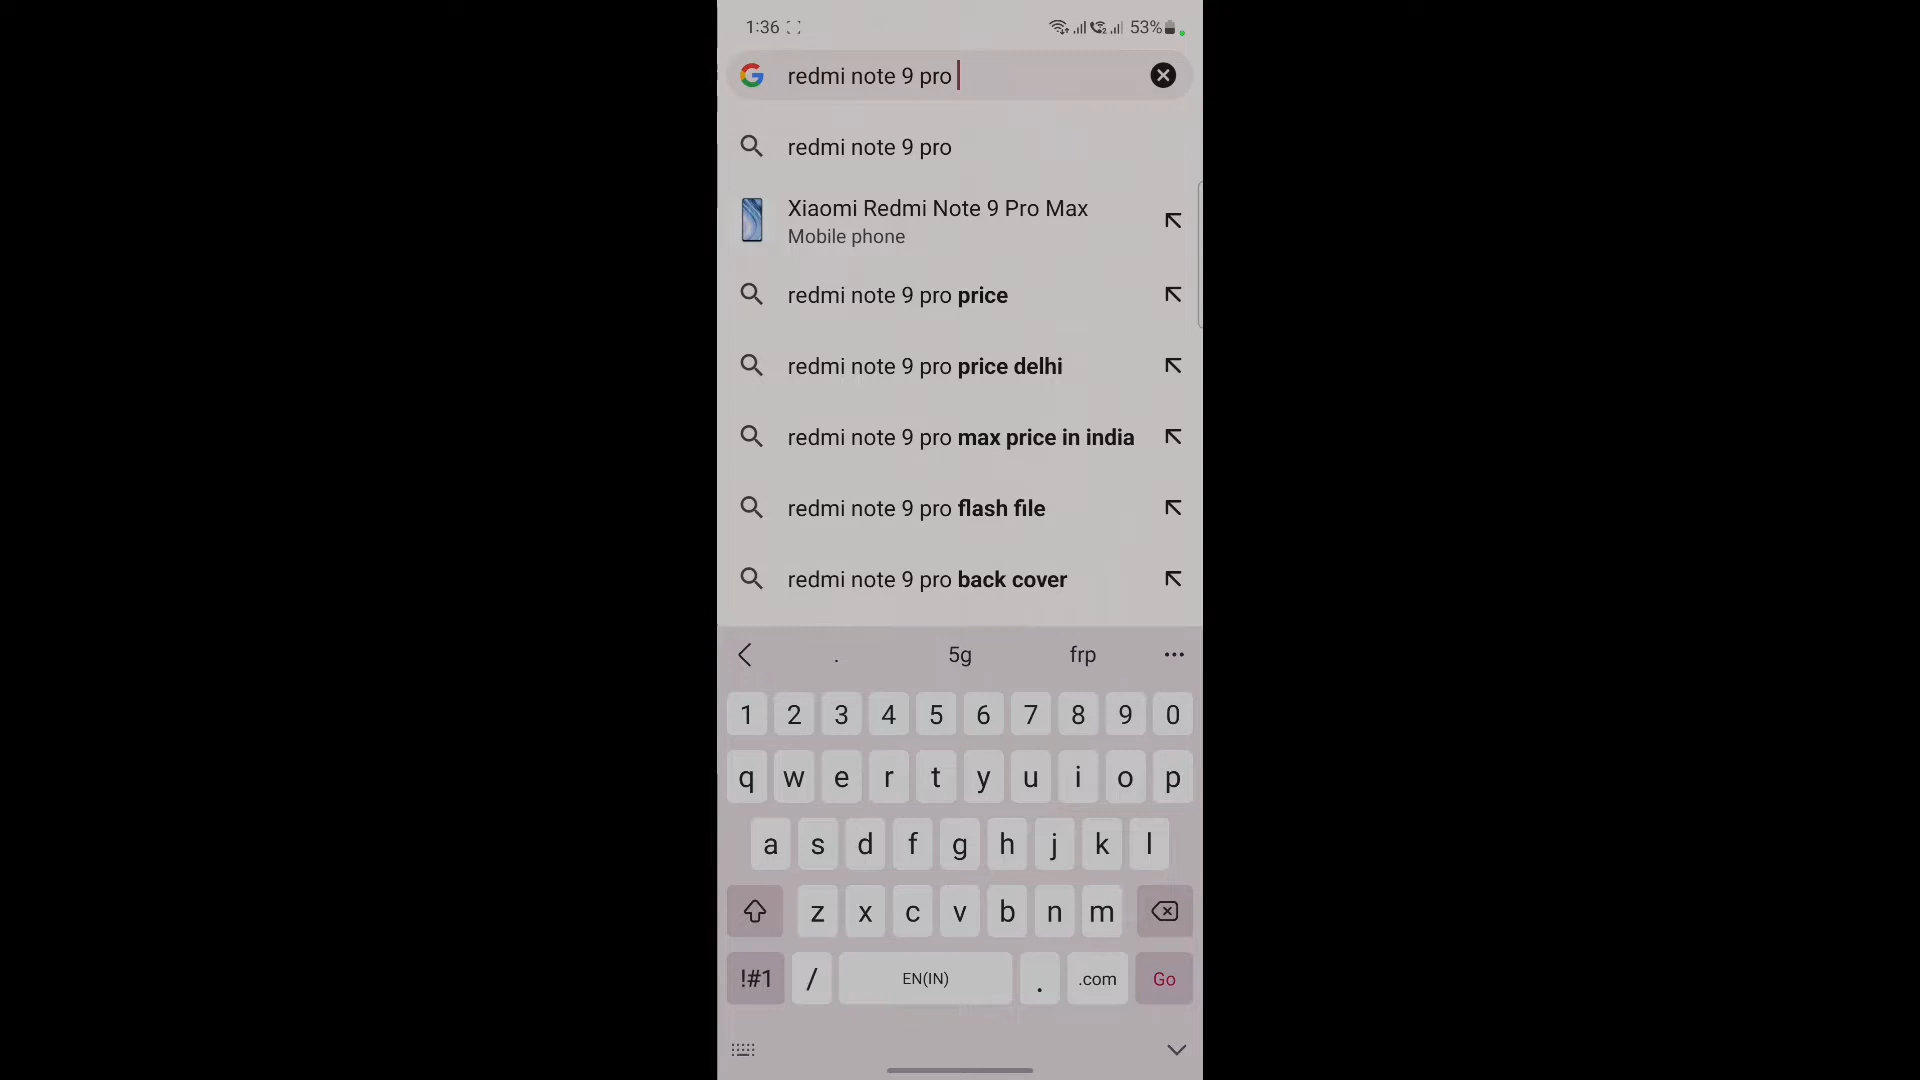 1:36
53%
redmi note 9 pro
redmi note 9 pro
Xiaomi Redmi Note 9 Pro Max
Mobile phone
redmi note 9 pro price
redmi note 9 pro price delhi
redmi note 9 pro max price in india
redmi note 9 pro flash file
redmi note 9 pro back cover
. 5g frp
1 2 3 4 5 6 7 8 9 0
q w e r t y u i o p
a s d f g h j k l
z x c v b n m
!#1 / EN(IN) . .com Go